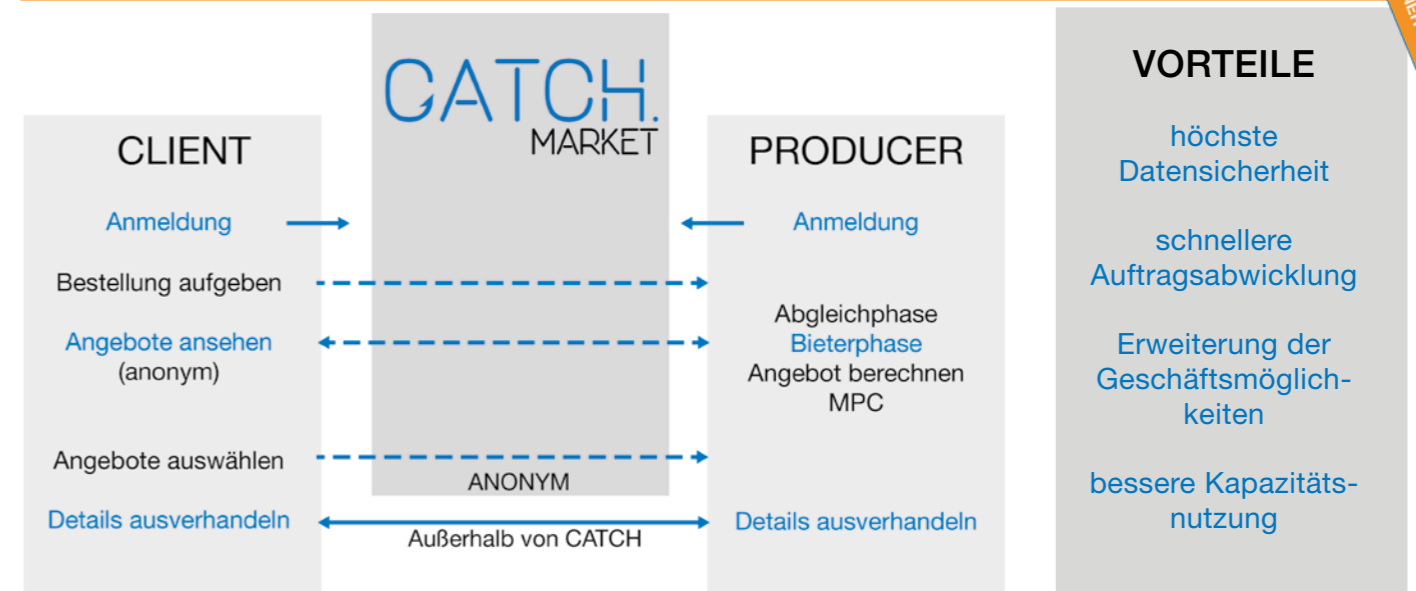 CATCH.
MARKET
CLIENT
Anmeldung
Bestellung aufgeben
Angebote ansehen
(anonym)
Angebote auswählen
Details ausverhandeln
ANONYM
Außerhalb von CATCH
PRODUCER
Anmeldung
Abgleichphase
Bieterphase
Angebot berechnen
MPC
Details ausverhandeln
VORTEILE
höchste
Datensicherheit
schnellere
Auftragsabwicklung
Erweiterung der
Geschäftsmöglich-
keiten
bessere Kapazitäts-
nutzung